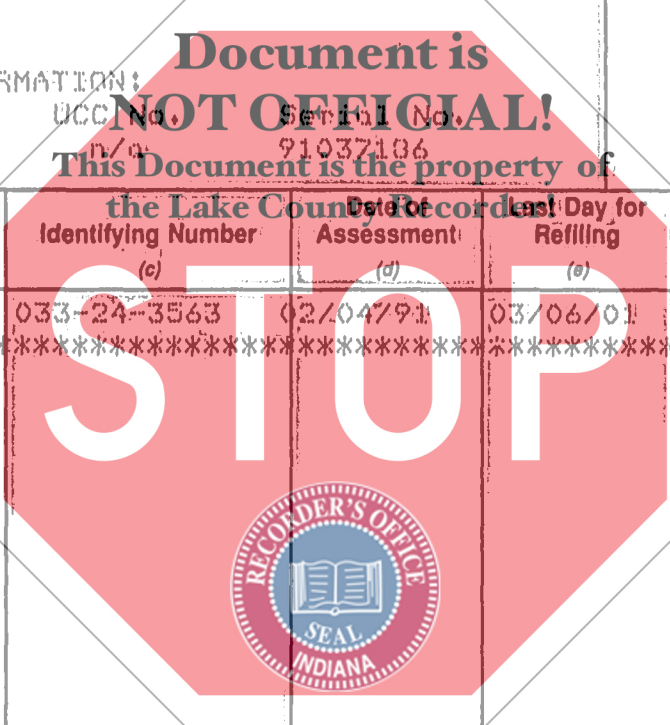 Document is
NOT OFFICIAL!
This Document is the property of
the Lake County Recorder!
RMATION:
UCC No. Serial No.
n/a 91037106
Identifying Number
(c)
Date of
Assessment
(d)
Last Day for
Refiling
(e)
033-24-3563 02/04/91 03/06/01
STOP
RECORDER'S OFFICE
SEAL
INDIANA